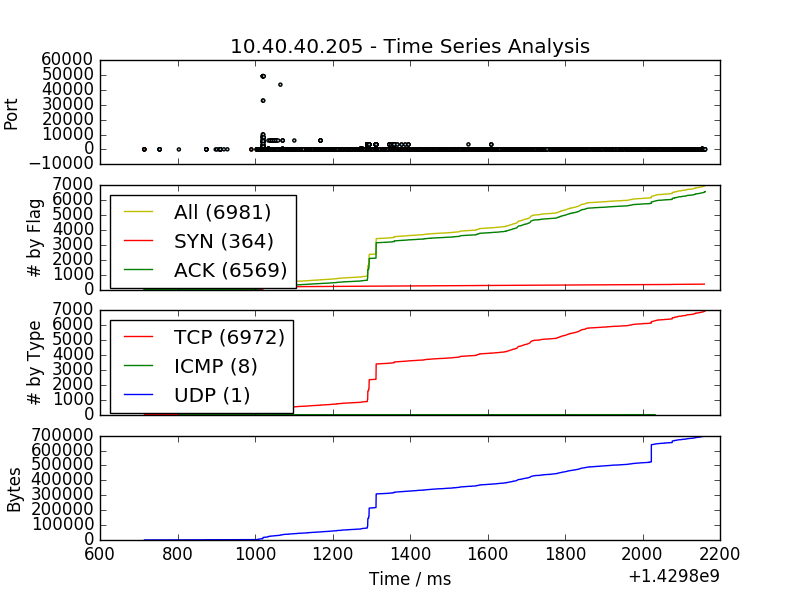 10.40.40.205 - Time Series Analysis
60000
50000
40000
30000
20000
10000
0
−10000
Port
7000
6000
5000
4000
3000
2000
1000
0
# by Flag
All (6981)
SYN (364)
ACK (6569)
7000
6000
5000
4000
3000
2000
1000
0
# by Type
TCP (6972)
ICMP (8)
UDP (1)
700000
600000
500000
400000
300000
200000
100000
0
Bytes
600 800 1000 1200 1400 1600 1800 2000 2200
Time / ms
+1.4298e9